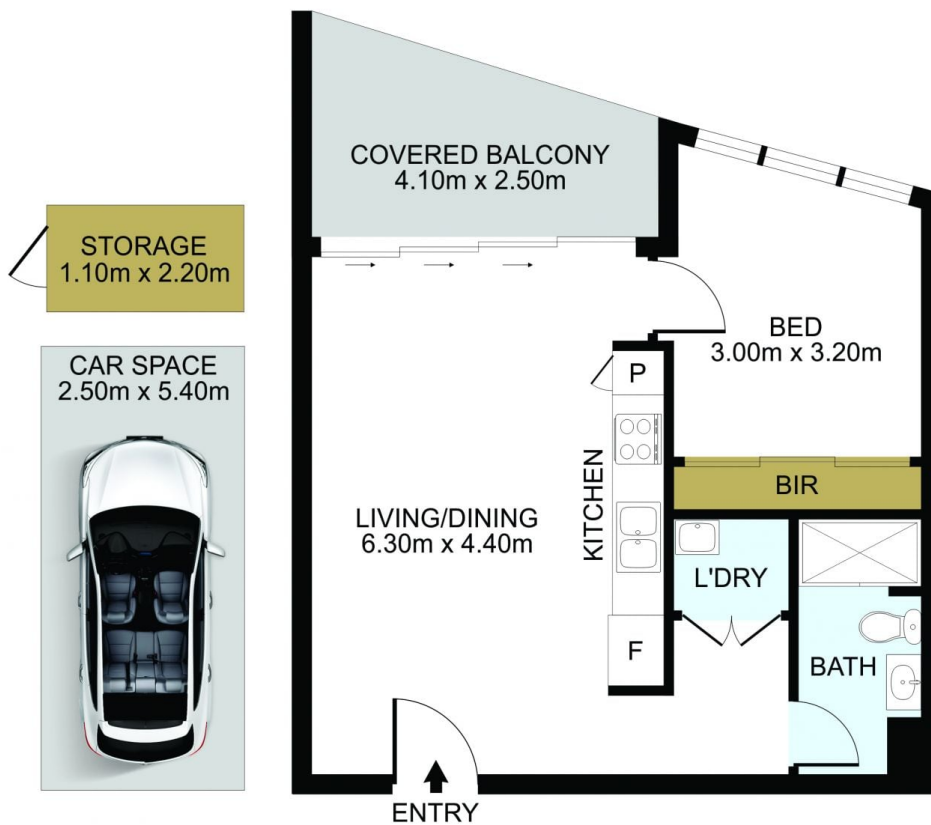 COVERED BALCONY
4.10m x 2.50m
STORAGE
1.10m x 2.20m
CAR SPACE
2.50m x 5.40m
BED
3.00m x 3.20m
P
KITCHEN
BIR
LIVING/DINING
6.30m x 4.40m
L'DRY
F
BATH
ENTRY